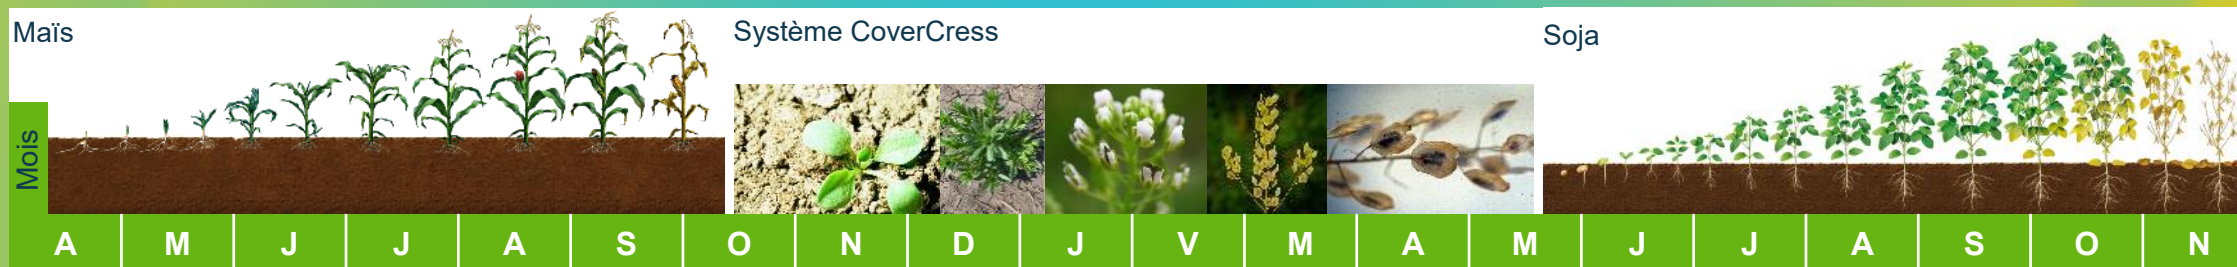 Maïs
Système CoverCress
Soja
Mois
A M J J A S O N D J V M A M J J A S O N